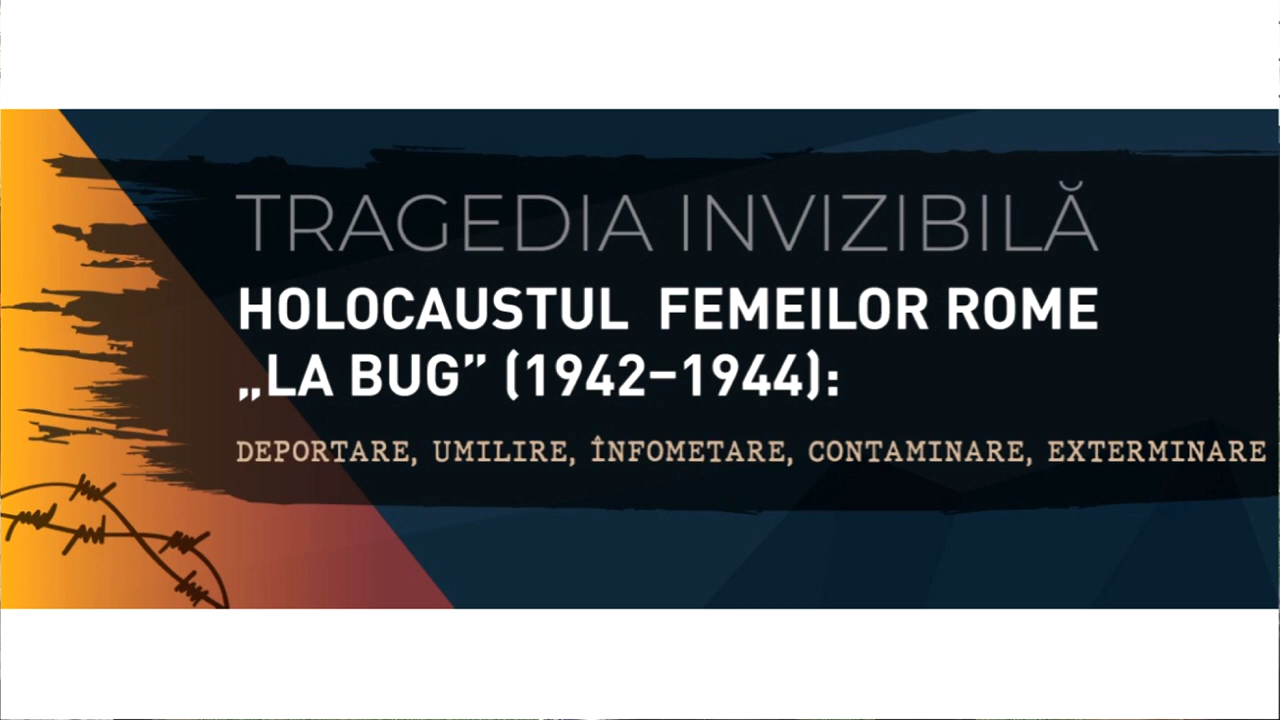 TRAGEDIA INVIZIBILĂ
HOLOCAUSTUL FEMEILOR ROME
„LA BUG” (1942–1944):
DEPORTARE, UMILIRE, ÎNFOMETARE, CONTAMINARE, EXTERMINARE